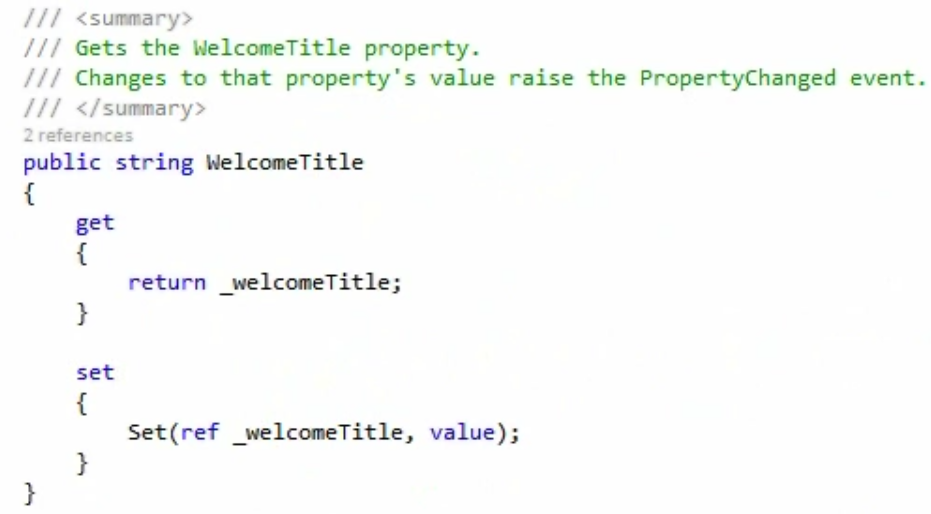 /// <summary>
/// Gets the WelcomeTitle property.
/// Changes to that property's value raise the PropertyChanged event.
/// </summary>
2 references
public string WelcomeTitle
{
get
{
return _welcomeTitle;
}
set
{
Set(ref _welcomeTitle, value);
}
}